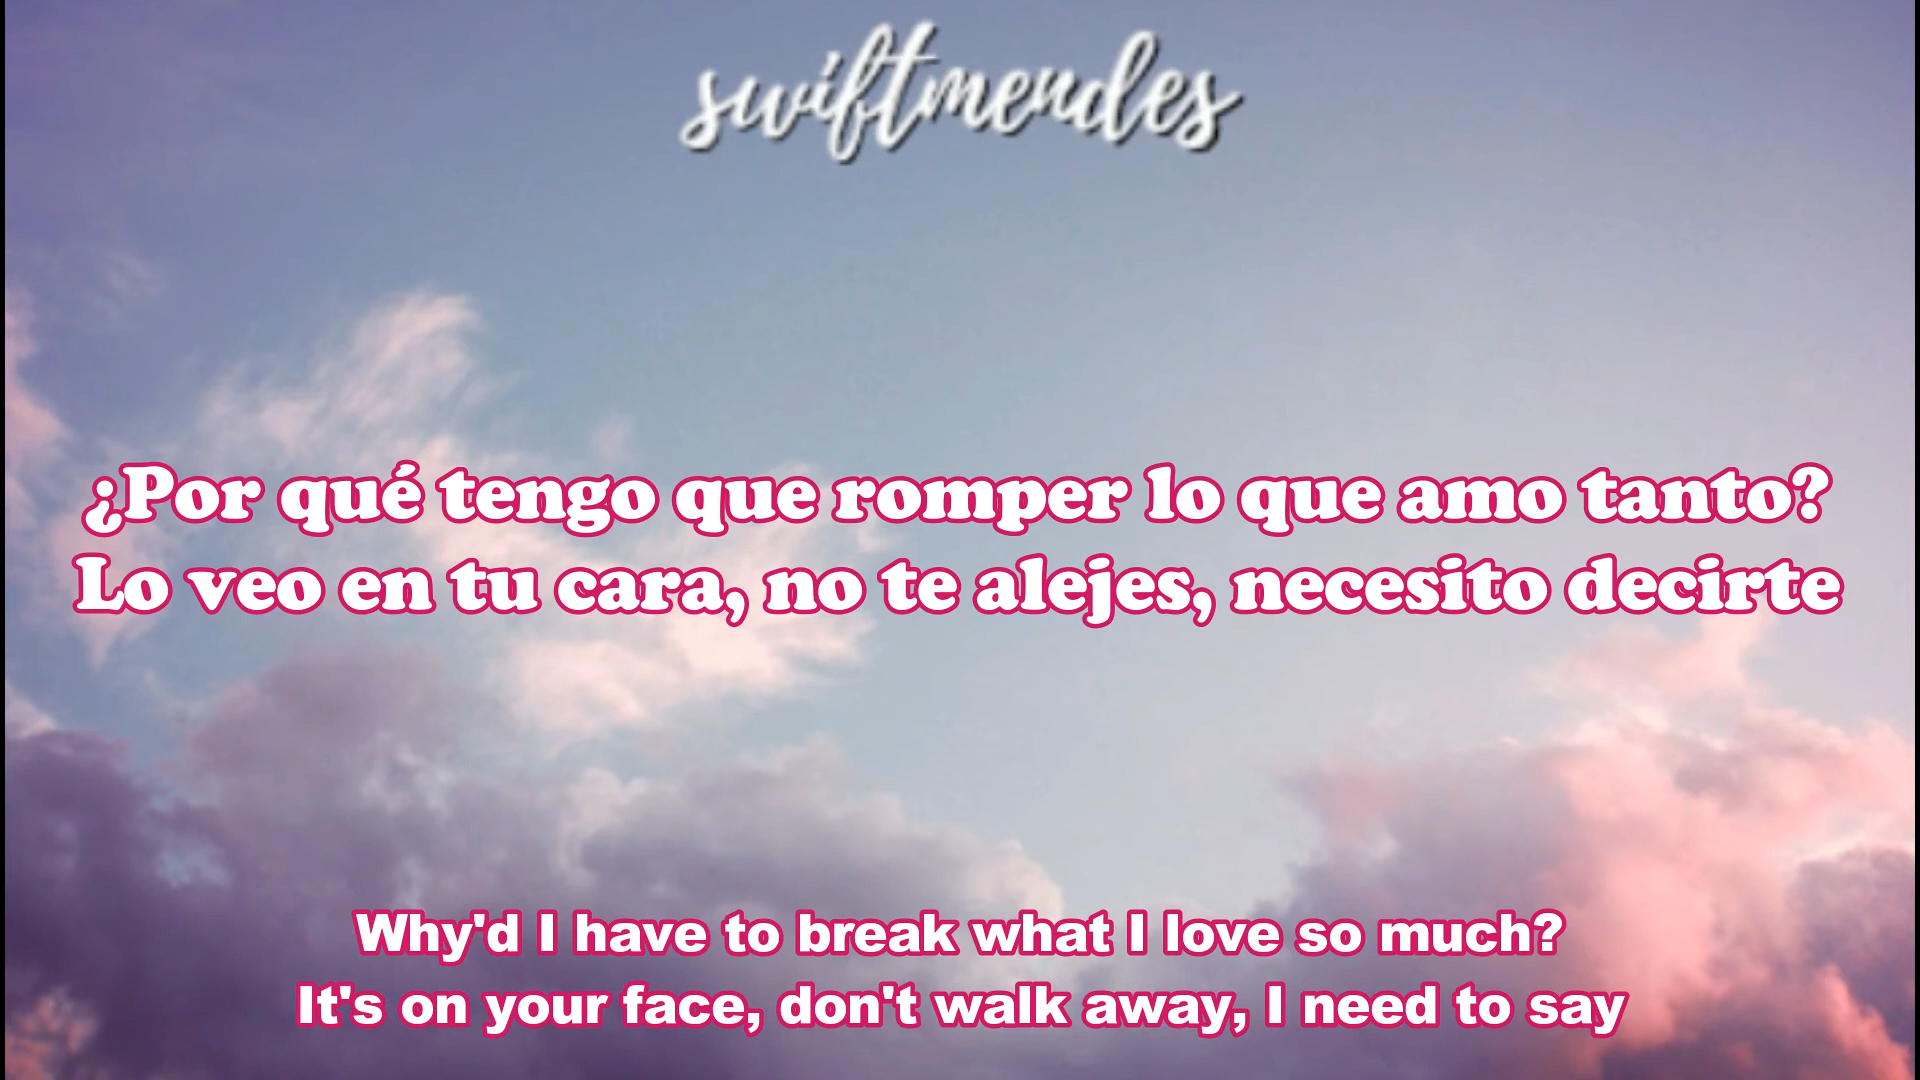 swiftmendes
¿Por qué tengo que romper lo que amo tanto?
Lo veo en tu cara, no te alejes, necesito decirte
Why'd I have to break what I love so much?
It's on your face, don't walk away, I need to say